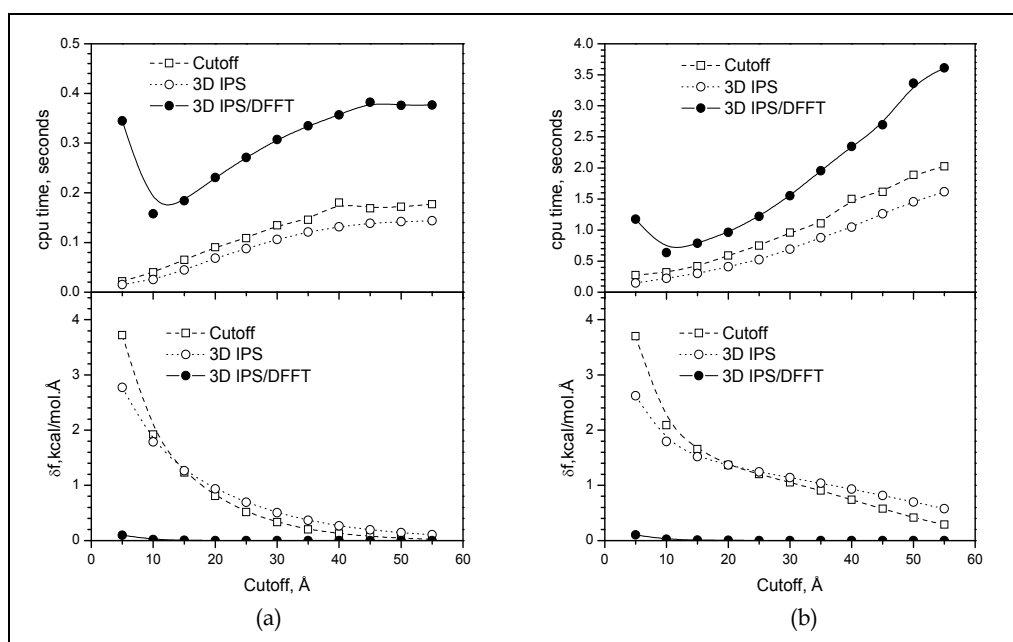 0.5
0.4
0.3
0.2
0.1
0.0
cpu time, seconds
Cutoff
3D IPS
3D IPS/DFFT
4
3
2
1
0
δf,kcal/mol.Å
Cutoff
3D IPS
3D IPS/DFFT
0 10 20 30 40 50 60
Cutoff, Å
(a)
4.0
3.5
3.0
2.5
2.0
1.5
1.0
0.5
0.0
cpu time, seconds
Cutoff
3D IPS
3D IPS/DFFT
4
3
2
1
0
δf,kcal/mol.Å
Cutoff
3D IPS
3D IPS/DFFT
0 10 20 30 40 50 60
Cutoff, Å
(b)